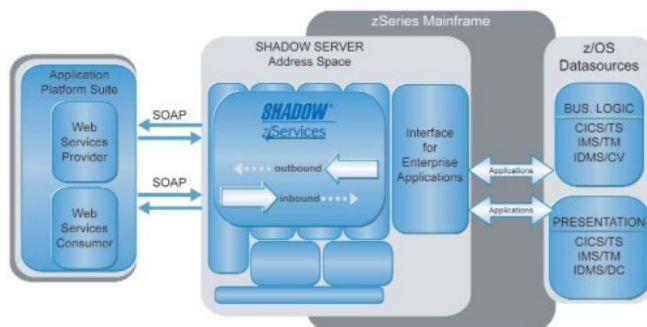 zSeries Mainframe
SHADOW SERVER
Address Space
z/OS
Datasources
Application
Platform Suite
Web
Services
Provider
Web
Services
Consumer
SOAP
SOAP
SHADOW
z/Services
outbound
inbound
Interface
for
Enterprise
Applications
Applications
Applications
BUS. LOGIC
CICS/TS
IMS/TM
IDMS/CV
PRESENTATION
CICS/TS
IMS/TM
IDMS/DC